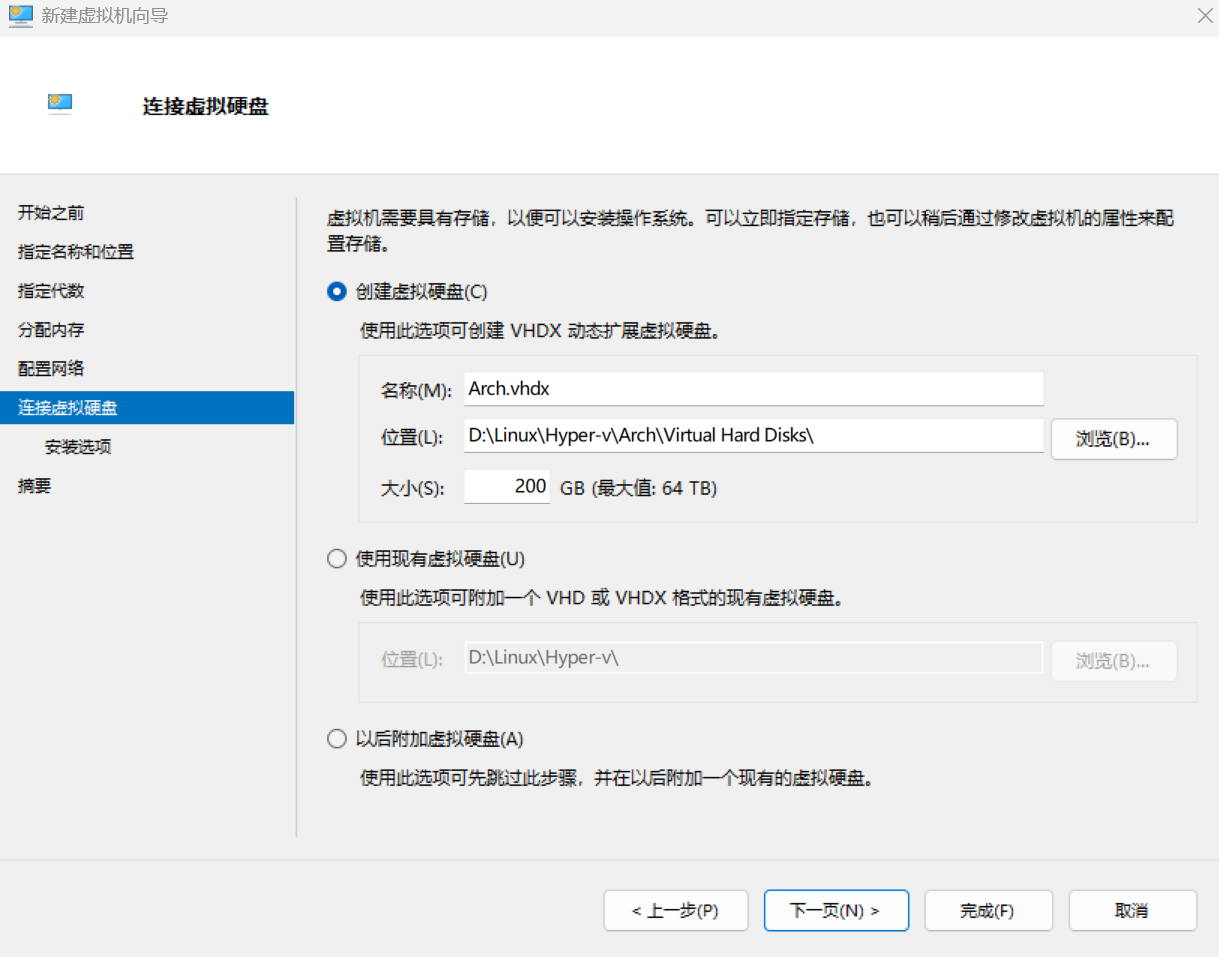 新建虚拟机向导
连接虚拟硬盘
开始之前
指定名称和位置
指定代数
分配内存
配置网络
连接虚拟硬盘
安装选项
摘要
虚拟机需要具有存储，以便可以安装操作系统。可以立即指定存储，也可以稍后通过修改虚拟机的属性来配
置存储。
创建虚拟硬盘(C)
使用此选项可创建 VHDX 动态扩展虚拟硬盘。
名称(M): Arch.vhdx
位置(L): D:\Linux\Hyper-v\Arch\Virtual Hard Disks\ 浏览(B)...
大小(S): 200 GB (最大值: 64 TB)
使用现有虚拟硬盘(U)
使用此选项可附加一个 VHD 或 VHDX 格式的现有虚拟硬盘。
位置(L): D:\Linux\Hyper-v\ 浏览(B)...
以后附加虚拟硬盘(A)
使用此选项可先跳过此步骤，并在以后附加一个现有的虚拟硬盘。
< 上一步(P) 下一页(N) > 完成(F) 取消